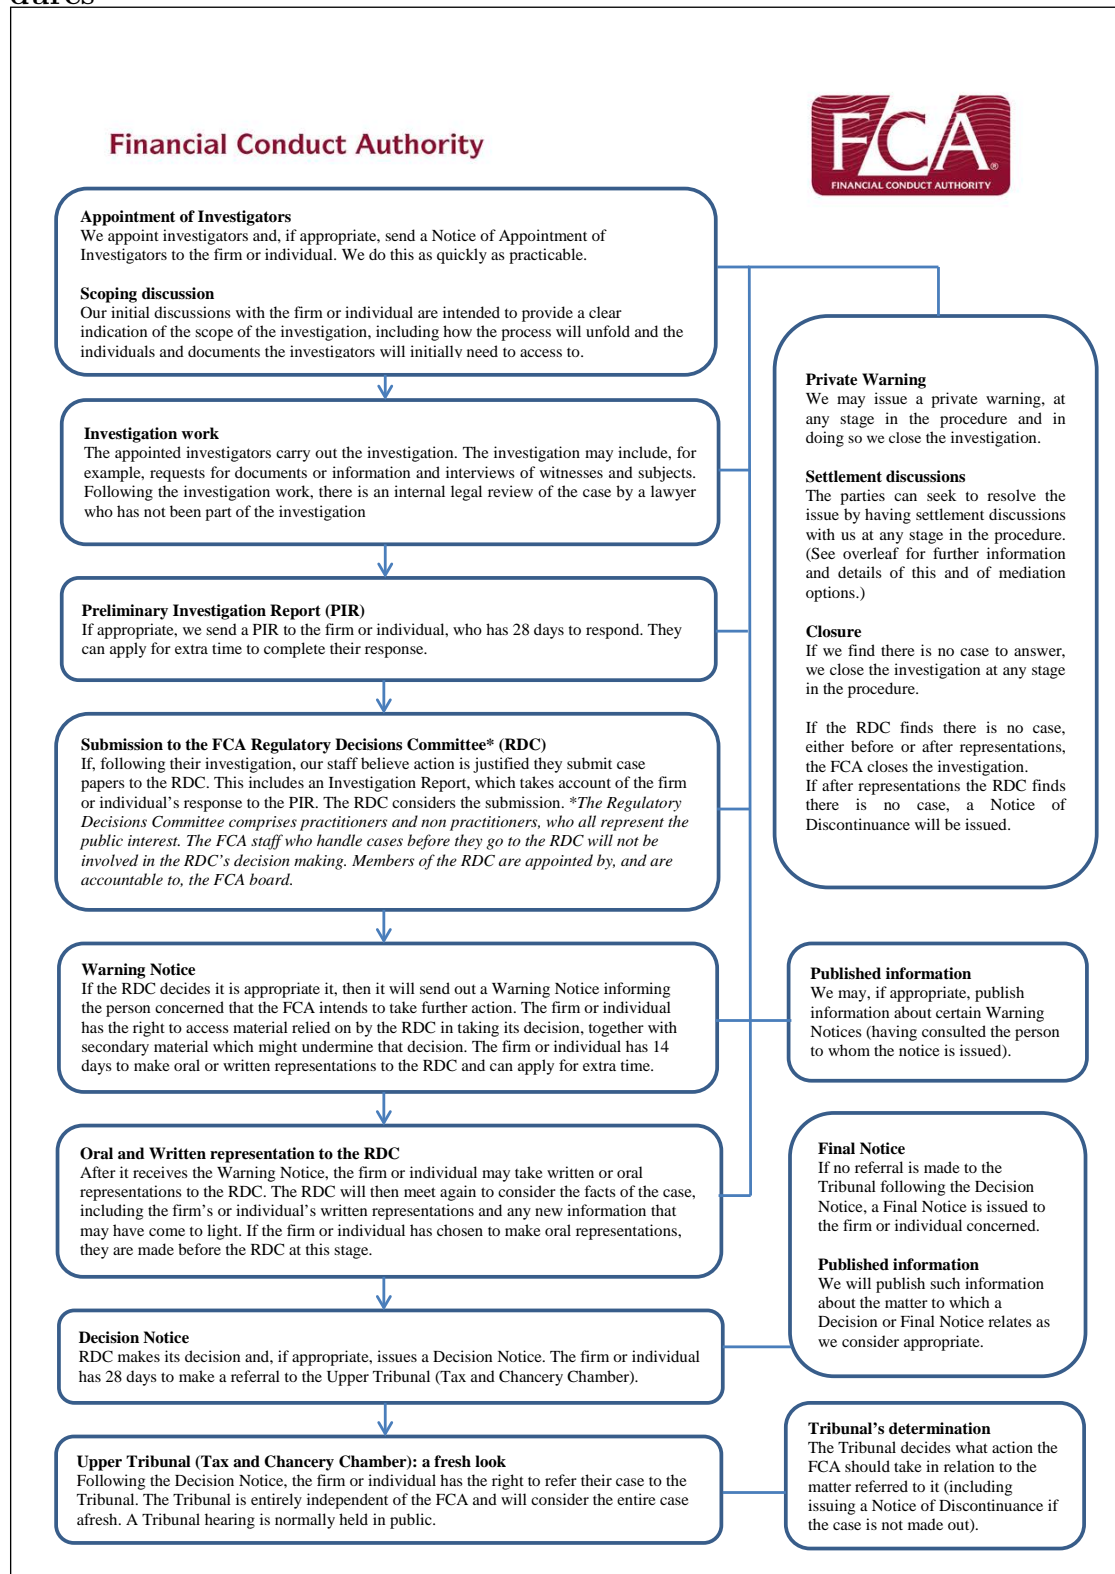 Financial Conduct Authority
FCA®
FINANCIAL CONDUCT AUTHORITY
Appointment of Investigators
We appoint investigators and, if appropriate, send a Notice of Appointment of
Investigators to the firm or individual. We do this as quickly as practicable.
Scoping discussion
Our initial discussions with the firm or individual are intended to provide a clear
indication of the scope of the investigation, including how the process will unfold and the
individuals and documents the investigators will initially need to access to.
Investigation work
The appointed investigators carry out the investigation. The investigation may include, for
example, requests for documents or information and interviews of witnesses and subjects.
Following the investigation work, there is an internal legal review of the case by a lawyer
who has not been part of the investigation
Preliminary Investigation Report (PIR)
If appropriate, we send a PIR to the firm or individual, who has 28 days to respond. They
can apply for extra time to complete their response.
Submission to the FCA Regulatory Decisions Committee* (RDC)
If, following their investigation, our staff believe action is justified they submit case
papers to the RDC. This includes an Investigation Report, which takes account of the firm
or individual's response to the PIR. The RDC considers the submission. *The Regulatory
Decisions Committee comprises practitioners and non practitioners, who all represent the
public interest. The FCA staff who handle cases before they go to the RDC will not be
involved in the RDC's decision making. Members of the RDC are appointed by, and are
accountable to, the FCA board.
Warning Notice
If the RDC decides it is appropriate it, then it will send out a Warning Notice informing
the person concerned that the FCA intends to take further action. The firm or individual
has the right to access material relied on by the RDC in taking its decision, together with
secondary material which might undermine that decision. The firm or individual has 14
days to make oral or written representations to the RDC and can apply for extra time.
Oral and Written representation to the RDC
After it receives the Warning Notice, the firm or individual may take written or oral
representations to the RDC. The RDC will then meet again to consider the facts of the case,
including the firm's or individual's written representations and any new information that
may have come to light. If the firm or individual has chosen to make oral representations,
they are made before the RDC at this stage.
Decision Notice
RDC makes its decision and, if appropriate, issues a Decision Notice. The firm or individual
has 28 days to make a referral to the Upper Tribunal (Tax and Chancery Chamber).
Upper Tribunal (Tax and Chancery Chamber): a fresh look
Following the Decision Notice, the firm or individual has the right to refer their case to the
Tribunal. The Tribunal is entirely independent of the FCA and will consider the entire case
afresh. A Tribunal hearing is normally held in public.
Private Warning
We may issue a private warning, at
any stage in the procedure and in
doing so we close the investigation.
Settlement discussions
The parties can seek to resolve the
issue by having settlement discussions
with us at any stage in the procedure.
(See overleaf for further information
and details of this and of mediation
options.)
Closure
If we find there is no case to answer,
we close the investigation at any stage
in the procedure.
If the RDC finds there is no case,
either before or after representations,
the FCA closes the investigation.
If after representations the RDC finds
there is no case, a Notice of
Discontinuance will be issued.
Published information
We may, if appropriate, publish
information about certain Warning
Notices (having consulted the person
to whom the notice is issued).
Final Notice
If no referral is made to the
Tribunal following the Decision
Notice, a Final Notice is issued to
the firm or individual concerned.
Published information
We will publish such information
about the matter to which a
Decision or Final Notice relates as
we consider appropriate.
Tribunal's determination
The Tribunal decides what action the
FCA should take in relation to the
matter referred to it (including
issuing a Notice of Discontinuance if
the case is not made out).